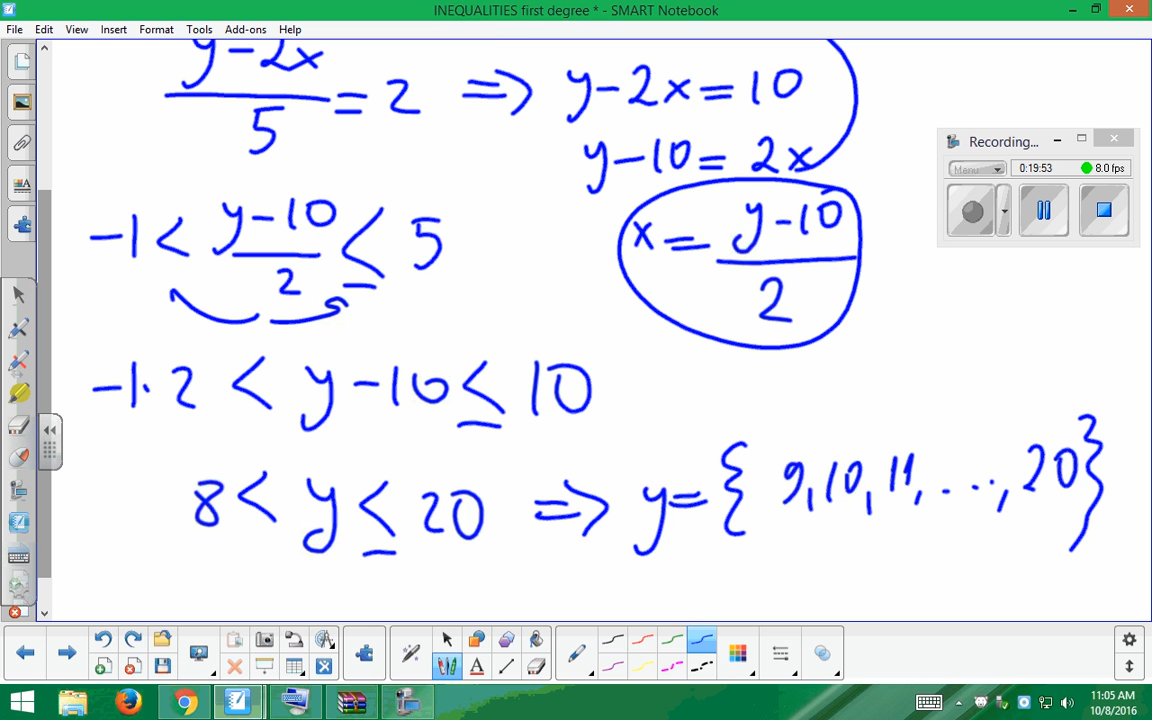 INEQUALITIES first degree * - SMART Notebook
File Edit View Insert Format Tools Add-ons Help
y-2x/5 = 2 => y-2x=10
y-10= 2x
Recording...
Menu 0:19:53 8.0 fps
-1 < y-10/2 ≤ 5
x = y-10/2
-1·2 < y-10 ≤ 10
8 < y ≤ 20 => y= { 9,10,11,...,20}
A
11:05 AM
10/8/2016